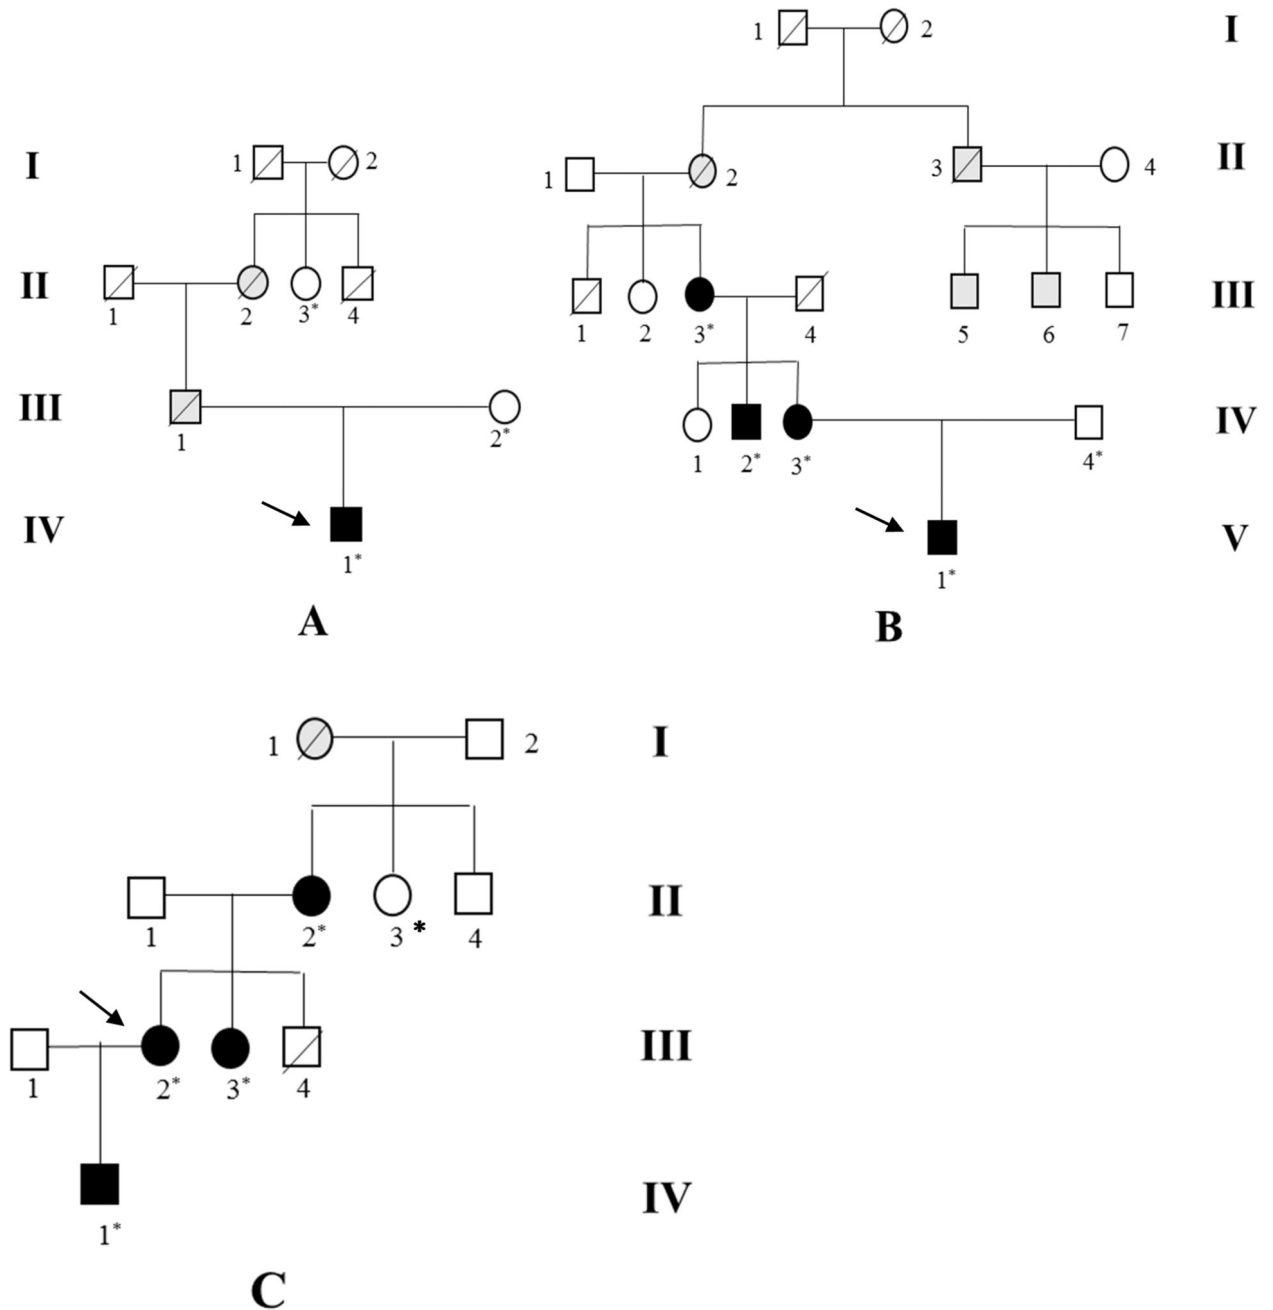 1 2 I
I 1 2
1 2 3 4 II
II 1 2 3* 4
1 2 3* 4 5 6 7 III
III 1 2*
1 2* 3* 4* IV
IV 1*
1* V
A B
1 2 I
1 2* 3* 4 II
1 2* 3* 4 III
1* IV
C